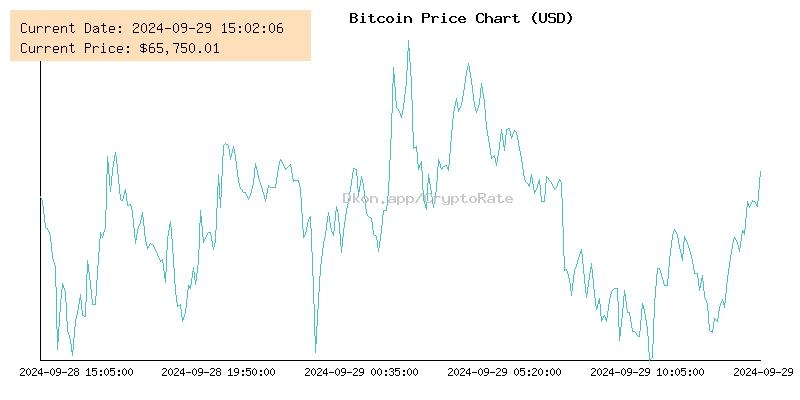 Bitcoin Price Chart (USD)
Current Date: 2024-09-29 15:02:06
Current Price: $65,750.01
Dkon.app/CryptoRate
2024-09-28 15:05:00 2024-09-28 19:50:00 2024-09-29 00:35:00 2024-09-29 05:20:00 2024-09-29 10:05:00 2024-09-29